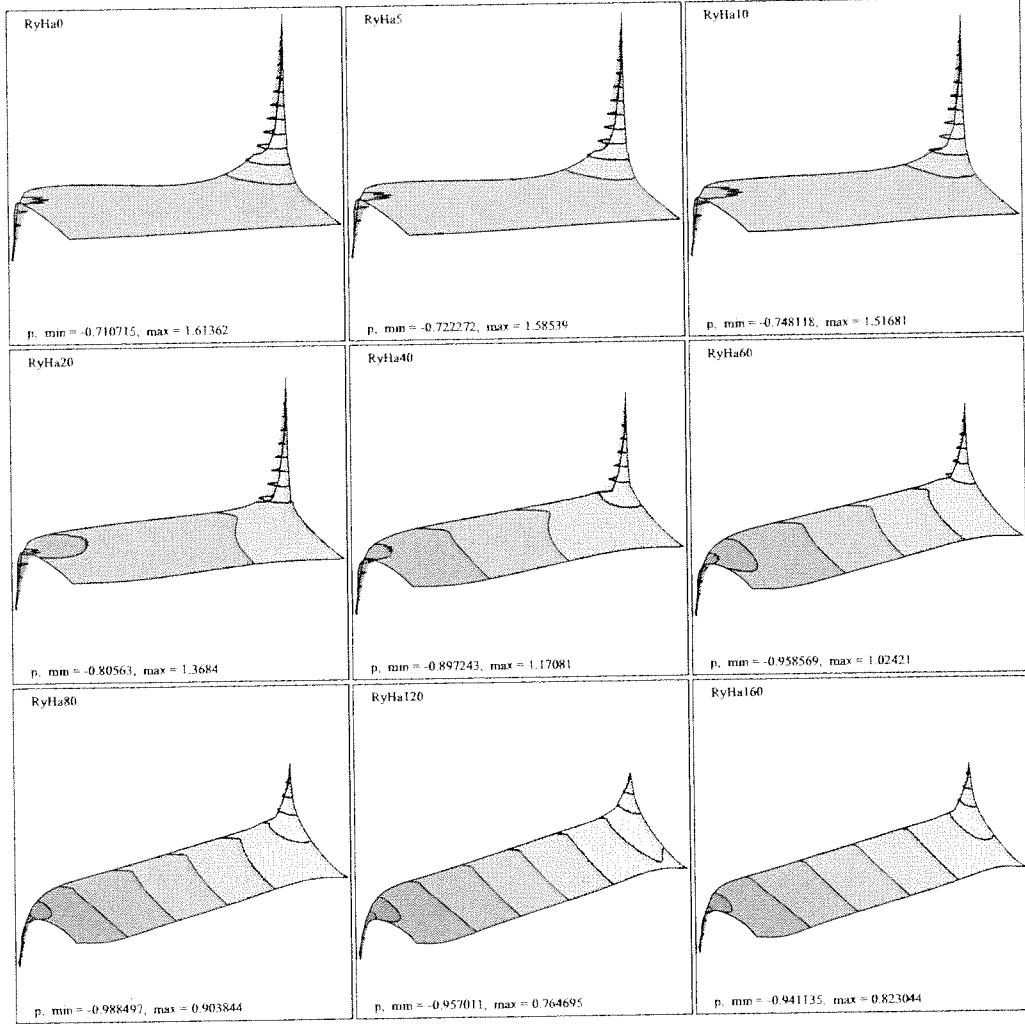 RyHa0
p, min = -0.710715, max = 1.61362
RyHa5
p, min = -0.722272, max = 1.58539
RyHa10
p, min = -0.748118, max = 1.51681
RyHa20
p, min = -0.80563, max = 1.3684
RyHa40
p, min = -0.897243, max = 1.17081
RyHa60
p, min = -0.958569, max = 1.02421
RyHa80
p, min = -0.988497, max = 0.903844
RyHa120
p, min = -0.957011, max = 0.764695
RyHa160
p, min = -0.941135, max = 0.823044